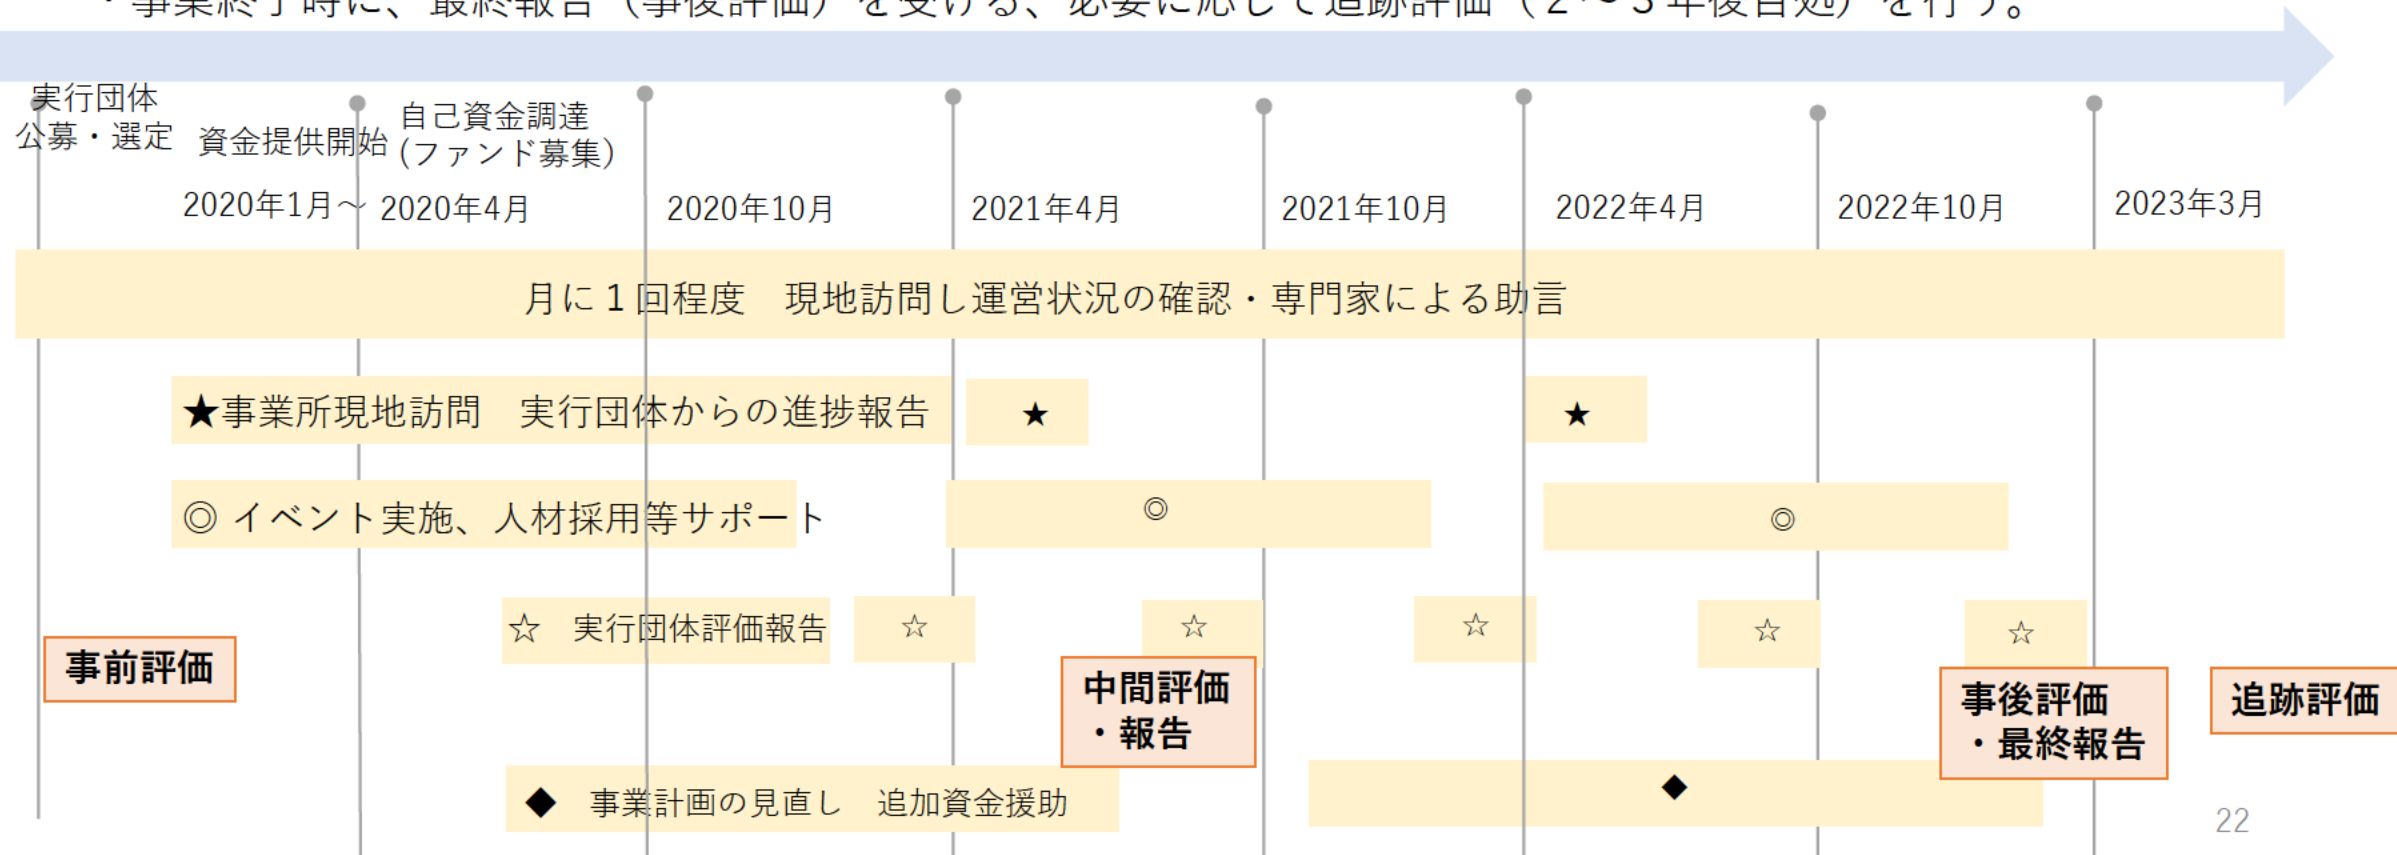 ・事業終了時に、最終報告（事後評価）を受ける、必要に応じて追跡評価（２～３年後目処）を行う。
実行団体
公募・選定
資金提供開始
自己資金調達
(ファンド募集）
2020年1月～
2020年4月
2020年10月
2021年4月
2021年10月
2022年4月
2022年10月
2023年3月
月に１回程度　現地訪問し運営状況の確認・専門家による助言
★事業所現地訪問　実行団体からの進捗報告
★
★
◎ イベント実施、人材採用等サポート
◎
◎
☆　実行団体評価報告
☆
☆
☆
☆
☆
事前評価
中間評価
・報告
事後評価
・最終報告
追跡評価
◆　事業計画の見直し　追加資金援助
◆
22